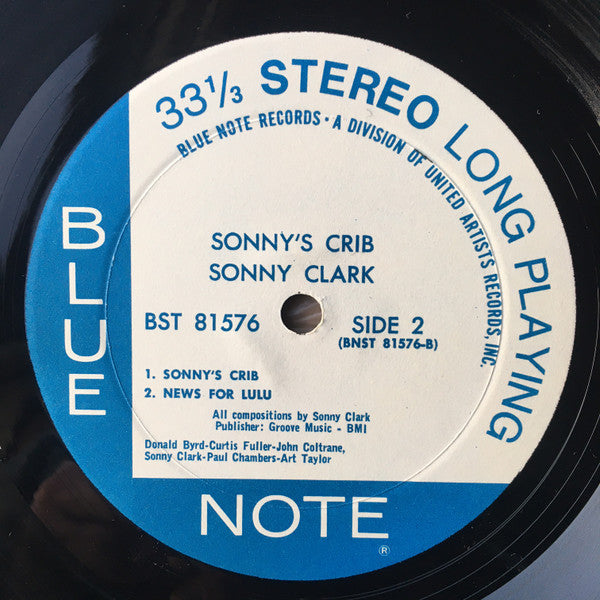 33⅓ STEREO LONG PLAYING
BLUE NOTE RECORDS • A DIVISION OF UNITED ARTISTS RECORDS, INC.
BLUE
SONNY'S CRIB
SONNY CLARK
BST 81576
SIDE 2
(BNST 81576-B)
1. SONNY'S CRIB
2. NEWS FOR LULU
All compositions by Sonny Clark
Publisher: Groove Music - BMI
Donald Byrd-Curtis Fuller-John Coltrane,
Sonny Clark-Paul Chambers-Art Taylor
NOTE
®